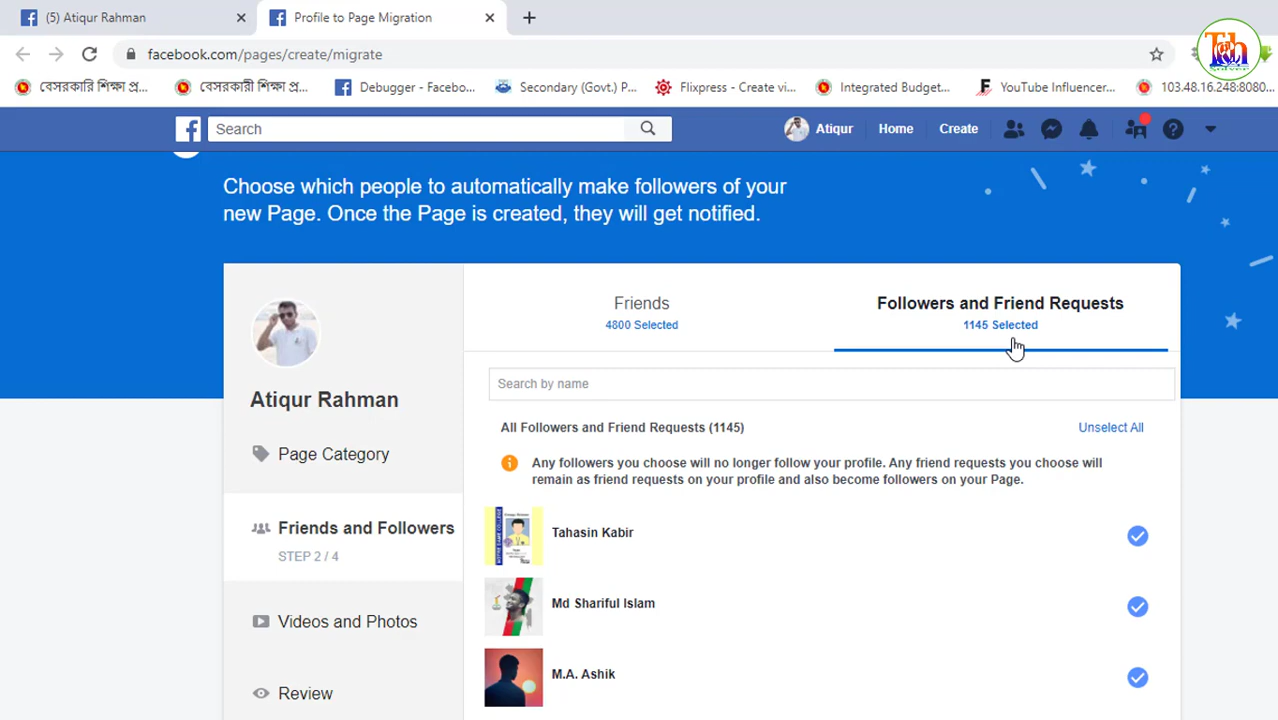 (5) Atiqur Rahman
Profile to Page Migration
facebook.com/pages/create/migrate
বেসরকারি শিক্ষা প্র...
বেসরকারী শিক্ষা প্র...
Debugger - Facebo...
Secondary (Govt.) P...
Flixpress - Create vi...
Integrated Budget...
YouTube Influencer...
103.48.16.248:8080...
Search
Atiqur
Home
Create
Choose which people to automatically make followers of your
new Page. Once the Page is created, they will get notified.
Atiqur Rahman
Page Category
Friends and Followers
STEP 2 / 4
Videos and Photos
Review
Friends
4800 Selected
Followers and Friend Requests
1145 Selected
Search by name
All Followers and Friend Requests (1145)
Unselect All
Any followers you choose will no longer follow your profile. Any friend requests you choose will
remain as friend requests on your profile and also become followers on your Page.
Tahasin Kabir
Md Shariful Islam
M.A. Ashik